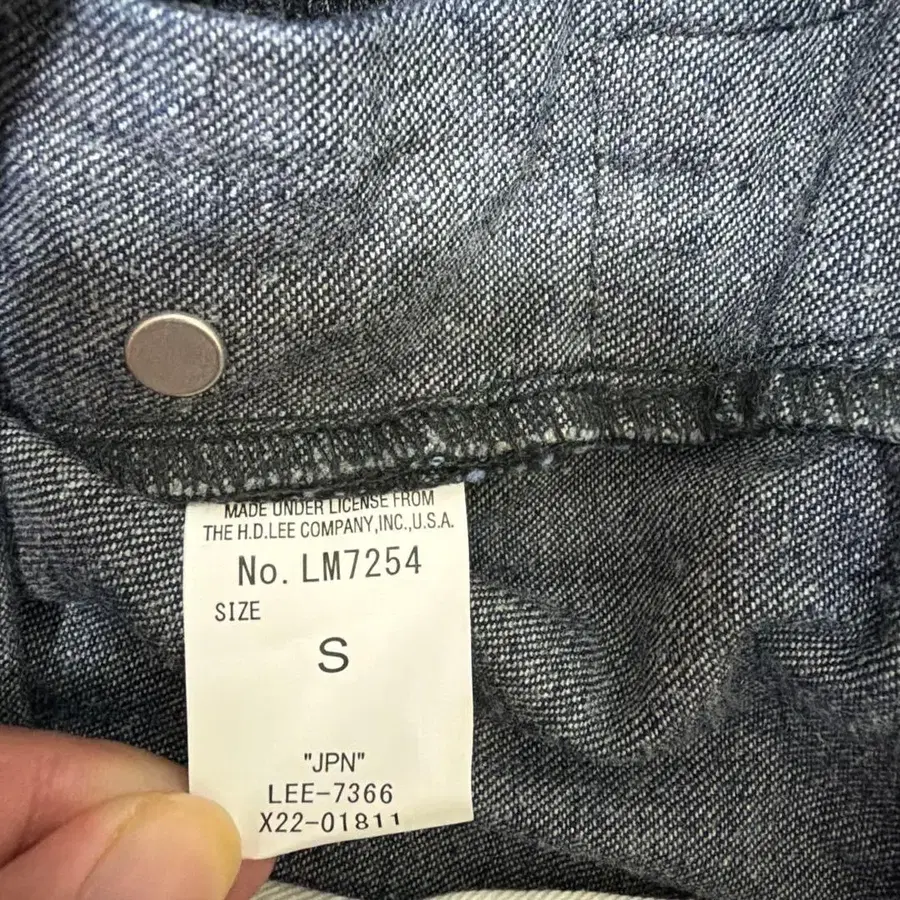 MADE UNDER LICENSE FROM
THE H.D.LEE COMPANY,INC.,U.S.A.
No. LM7254
SIZE
S
"JPN"
LEE-7366
X22-01811